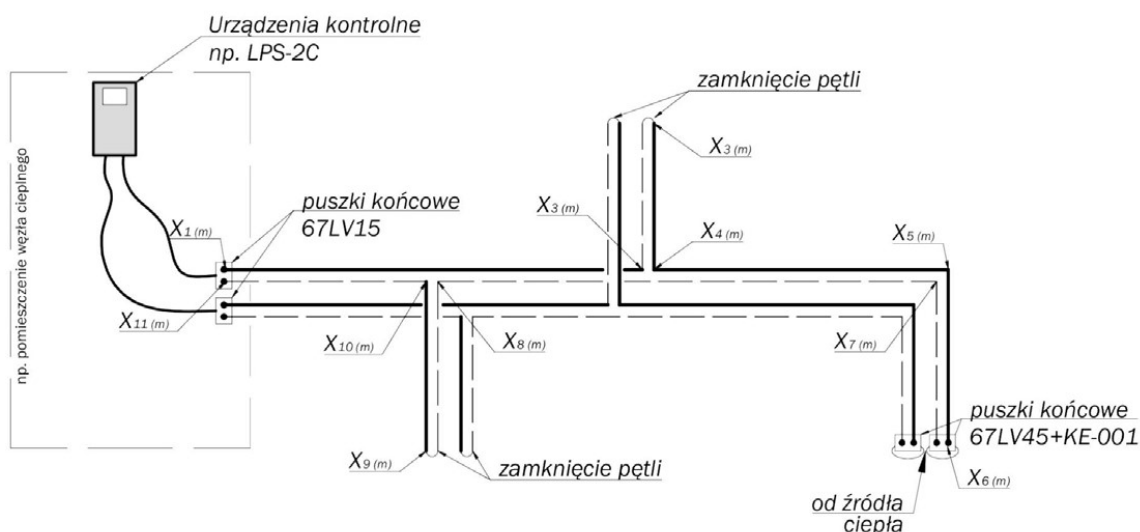 Urządzenia kontrolne
np. LPS-2C
zamknięcie pętli
X3 (m)
puszki końcowe
67LV15
X1 (m)
X3 (m)
X4 (m)
X5 (m)
np. pomieszczenie węzła cieplnego
X11 (m)
X10 (m)
X8 (m)
X7 (m)
puszki końcowe
67LV45+KE-001
X9 (m)
zamknięcie pętli
X6 (m)
od źródła
ciepła